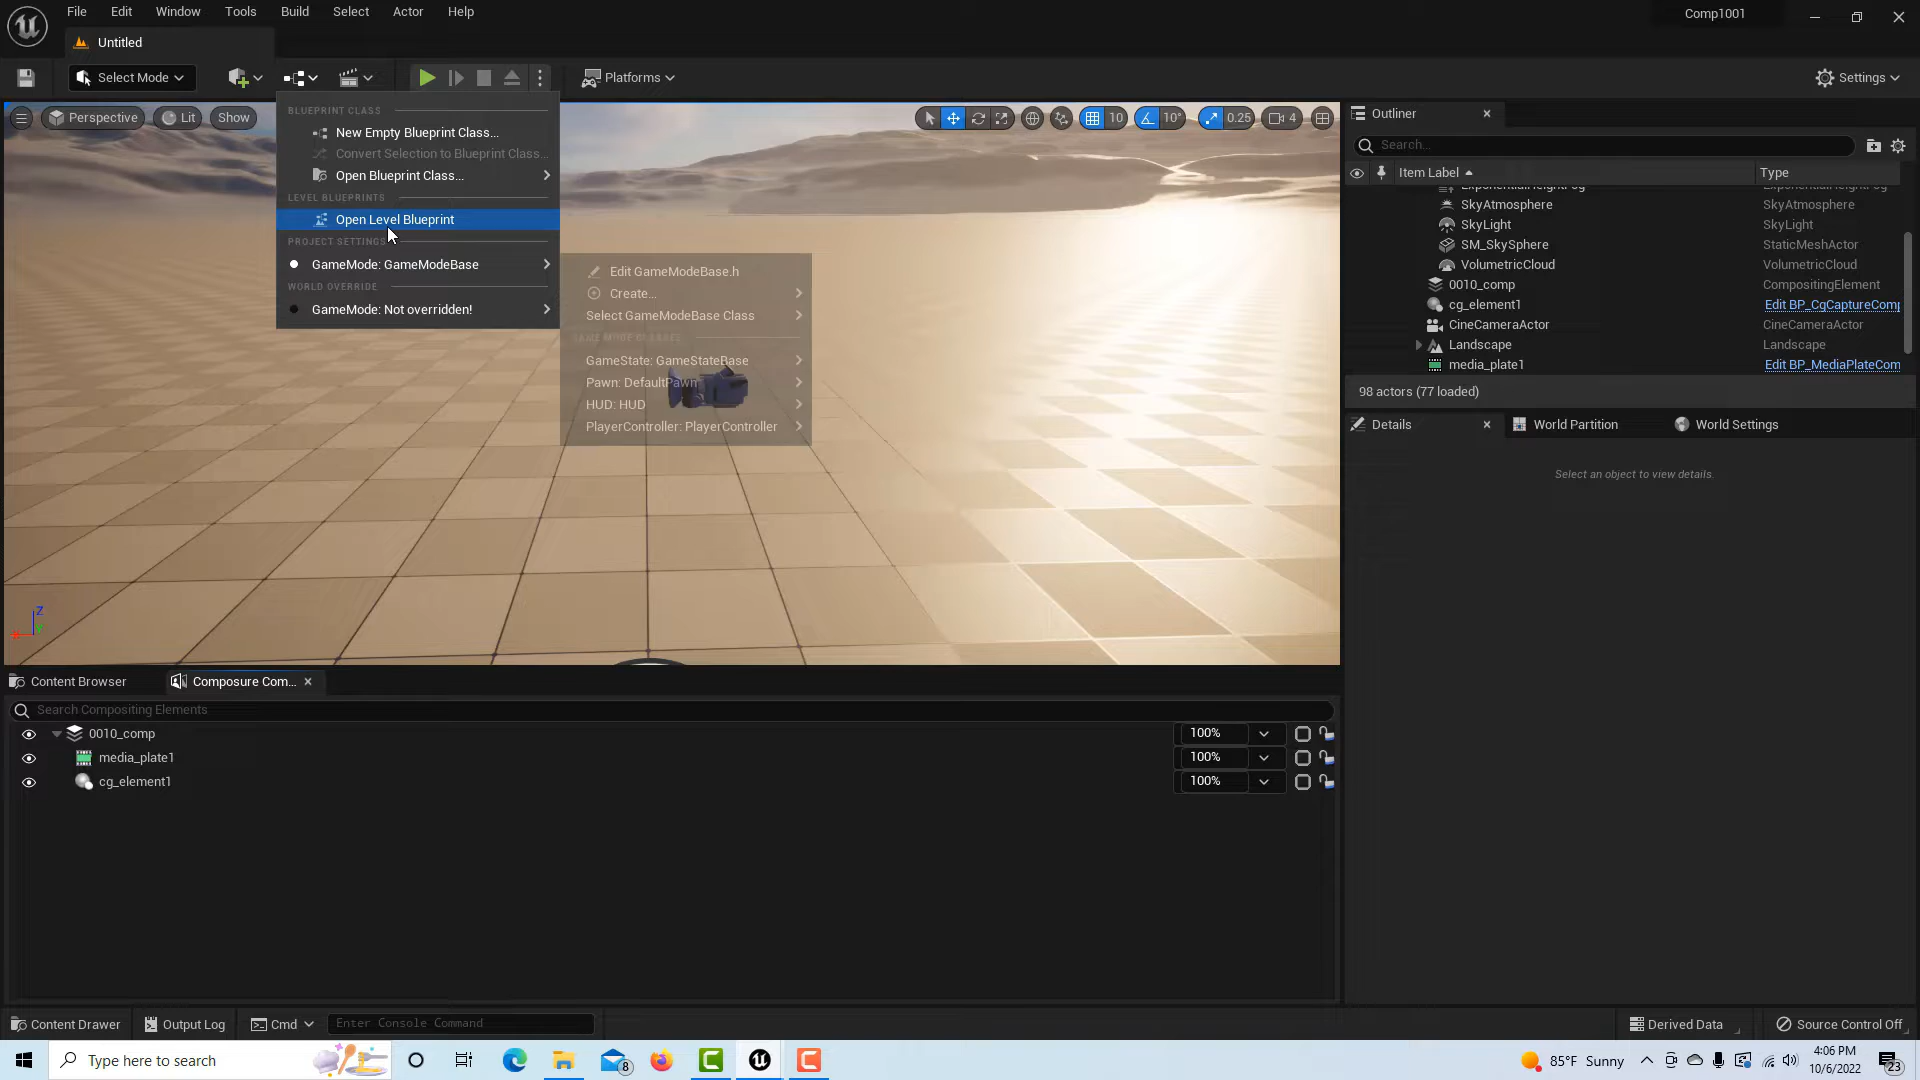 File Edit Window Tools Build Select Actor Help
Comp1001
Untitled
Select Mode
Platforms
Settings
Perspective
Lit
Show
10
10°
0.25
4
BLUEPRINT CLASS
New Empty Blueprint Class...
Convert Selection to Blueprint Class...
Open Blueprint Class...
LEVEL BLUEPRINTS
Open Level Blueprint
PROJECT SETTINGS
GameMode: GameModeBase
WORLD OVERRIDE
GameMode: Not overridden!
Edit GameModeBase.h
Create...
Select GameModeBase Class
GAME MODE CLASSES
GameState: GameStateBase
Pawn: DefaultPawn
HUD: HUD
PlayerController: PlayerController
Outliner
Search...
Item Label Type
ExponentialHeightFog ExponentialHeightFog
SkyAtmosphere SkyAtmosphere
SkyLight SkyLight
SM_SkySphere StaticMeshActor
VolumetricCloud VolumetricCloud
0010_comp CompositingElement
cg_element1 Edit BP_CgCaptureComp
CineCameraActor CineCameraActor
Landscape Landscape
media_plate1 Edit BP_MediaPlateCom
98 actors (77 loaded)
Details
World Partition
World Settings
Select an object to view details.
Content Browser
Composure Com...
Search Compositing Elements
0010_comp 100%
media_plate1 100%
cg_element1 100%
Content Drawer
Output Log
Cmd
Enter Console Command
Derived Data
Source Control Off
Type here to search
8
85°F Sunny
4:06 PM
10/6/2022
23